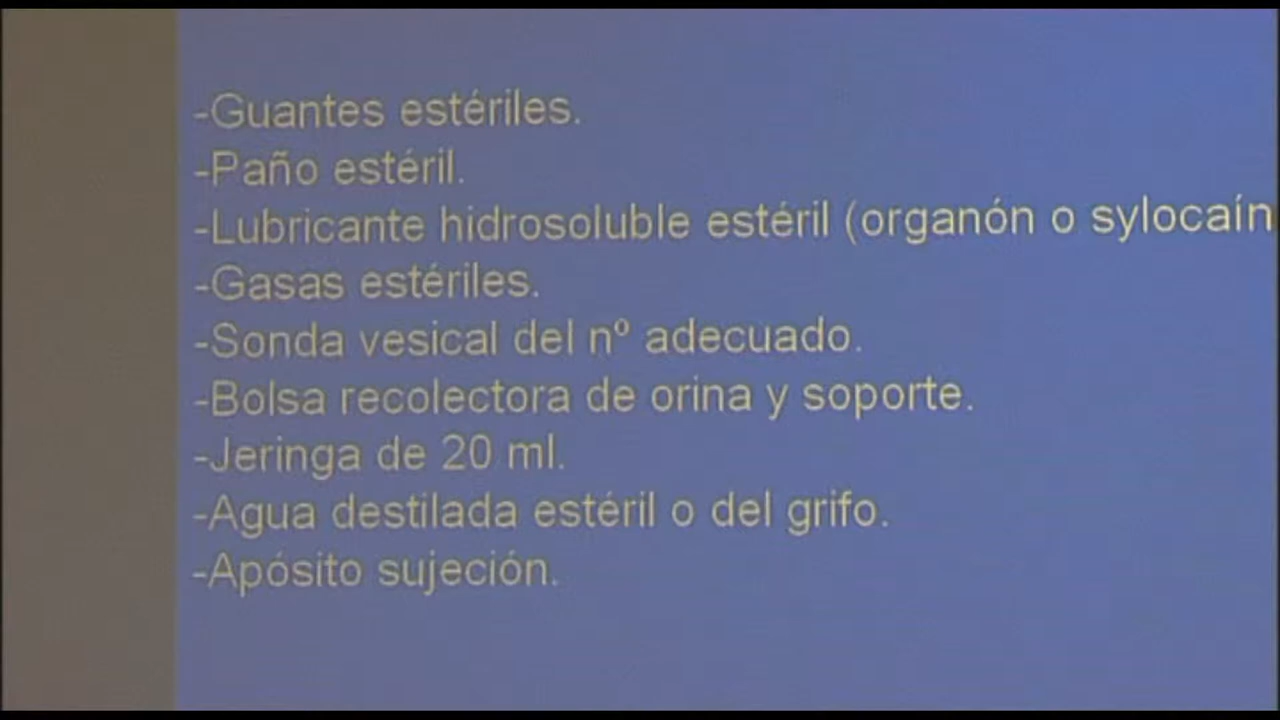 -Guantes estériles.
-Paño estéril.
-Lubricante hidrosoluble estéril (organón o sylocaín
-Gasas estériles.
-Sonda vesical del nº adecuado.
-Bolsa recolectora de orina y soporte.
-Jeringa de 20 ml.
-Agua destilada estéril o del grifo.
-Apósito sujeción.